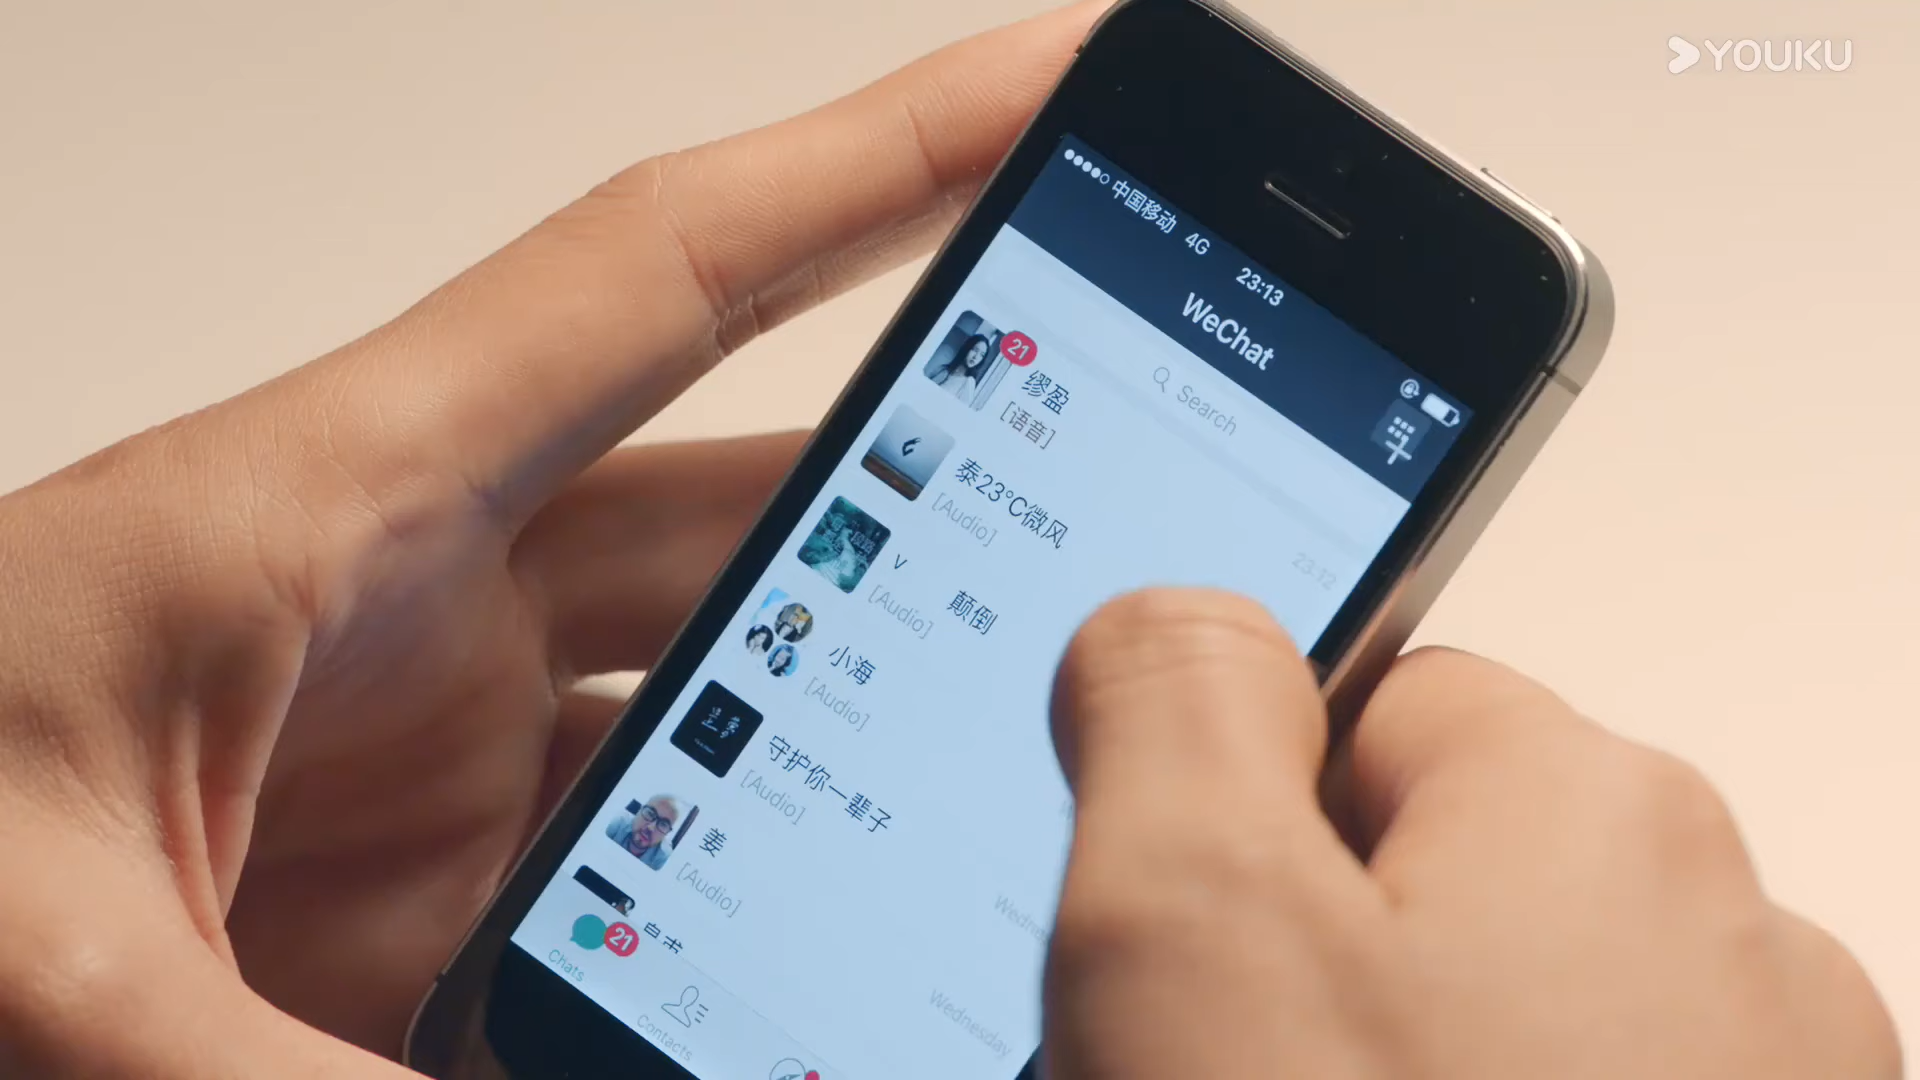 YOUKU
中国移动 4G
23:13
WeChat
Search
21
缪盈
[语音]
泰23°C微风
[Audio]
23:12
v 颠倒
[Audio]
小海
[Audio]
守护你一辈子
[Audio]
姜
[Audio]
Wednesday
21
Chats
Contacts